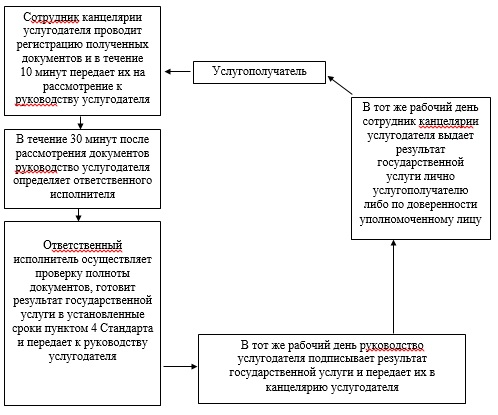 Сотрудник канцелярии
услугодателя проводит
регистрацию полученных
документов и в течение
10 минут передает их на
рассмотрение к
руководству услугодателя
Услугополучатель
В течение 30 минут после
рассмотрения документов
руководство услугодателя
определяет ответственного
исполнителя
Ответственный
исполнитель осуществляет
проверку полноты
документов, готовит
результат государственной
услуги в установленные
сроки пунктом 4 Стандарта
и передает к руководству
услугодателя
В тот же рабочий день руководство
услугодателя подписывает результат
государственной услуги и передает их в
канцелярию услугодателя
В тот же рабочий день
сотрудник канцелярии
услугодателя выдает
результат
государственной
услуги лично
услугополучателю
либо по доверенности
уполномоченному лицу